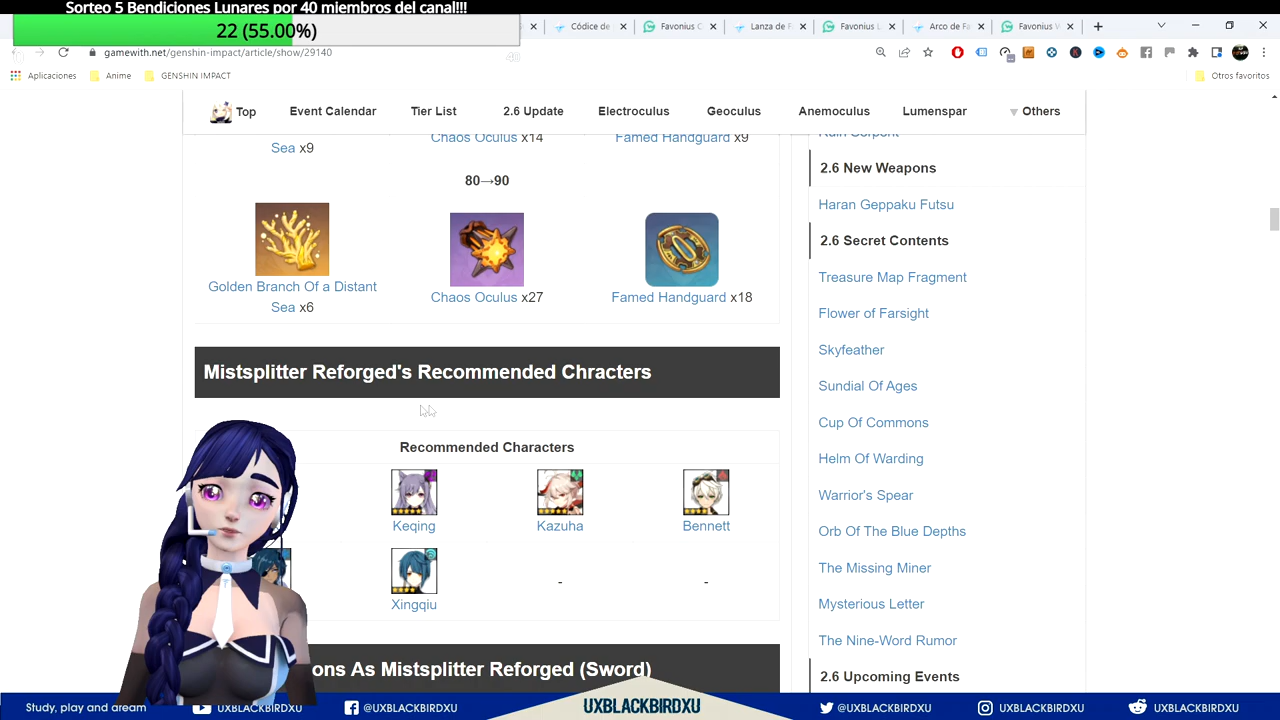 Sorteo 5 Bendiciones Lunares por 40 miembros del canal!!!
22 (55.00%)
40
Códice de
Favonius C
Lanza de F
Favonius L
Arco de Fa
Favonius W
gamewith.net/genshin-impact/article/show/29140
Aplicaciones
Anime
GENSHIN IMPACT
Otros favoritos
Top
Event Calendar
Tier List
2.6 Update
Electroculus
Geoculus
Anemoculus
Lumenspar
Others
Sea x9
Chaos Oculus x14
Famed Handguard x9
80→90
Golden Branch Of a Distant
Sea x6
Chaos Oculus x27
Famed Handguard x18
Mistsplitter Reforged's Recommended Chracters
Recommended Characters
Keqing
Kazuha
Bennett
Xingqiu
-
-
ons As Mistsplitter Reforged (Sword)
Ruin Serpent
2.6 New Weapons
Haran Geppaku Futsu
2.6 Secret Contents
Treasure Map Fragment
Flower of Farsight
Skyfeather
Sundial Of Ages
Cup Of Commons
Helm Of Warding
Warrior's Spear
Orb Of The Blue Depths
The Missing Miner
Mysterious Letter
The Nine-Word Rumor
2.6 Upcoming Events
Study, play and dream
UXBLACKBIRDXU
@UXBLACKBIRDXU
UXBLACKBIRDXU
@UXBLACKBIRDXU
UXBLACKBIRDXU
UXBLACKBIRDXU